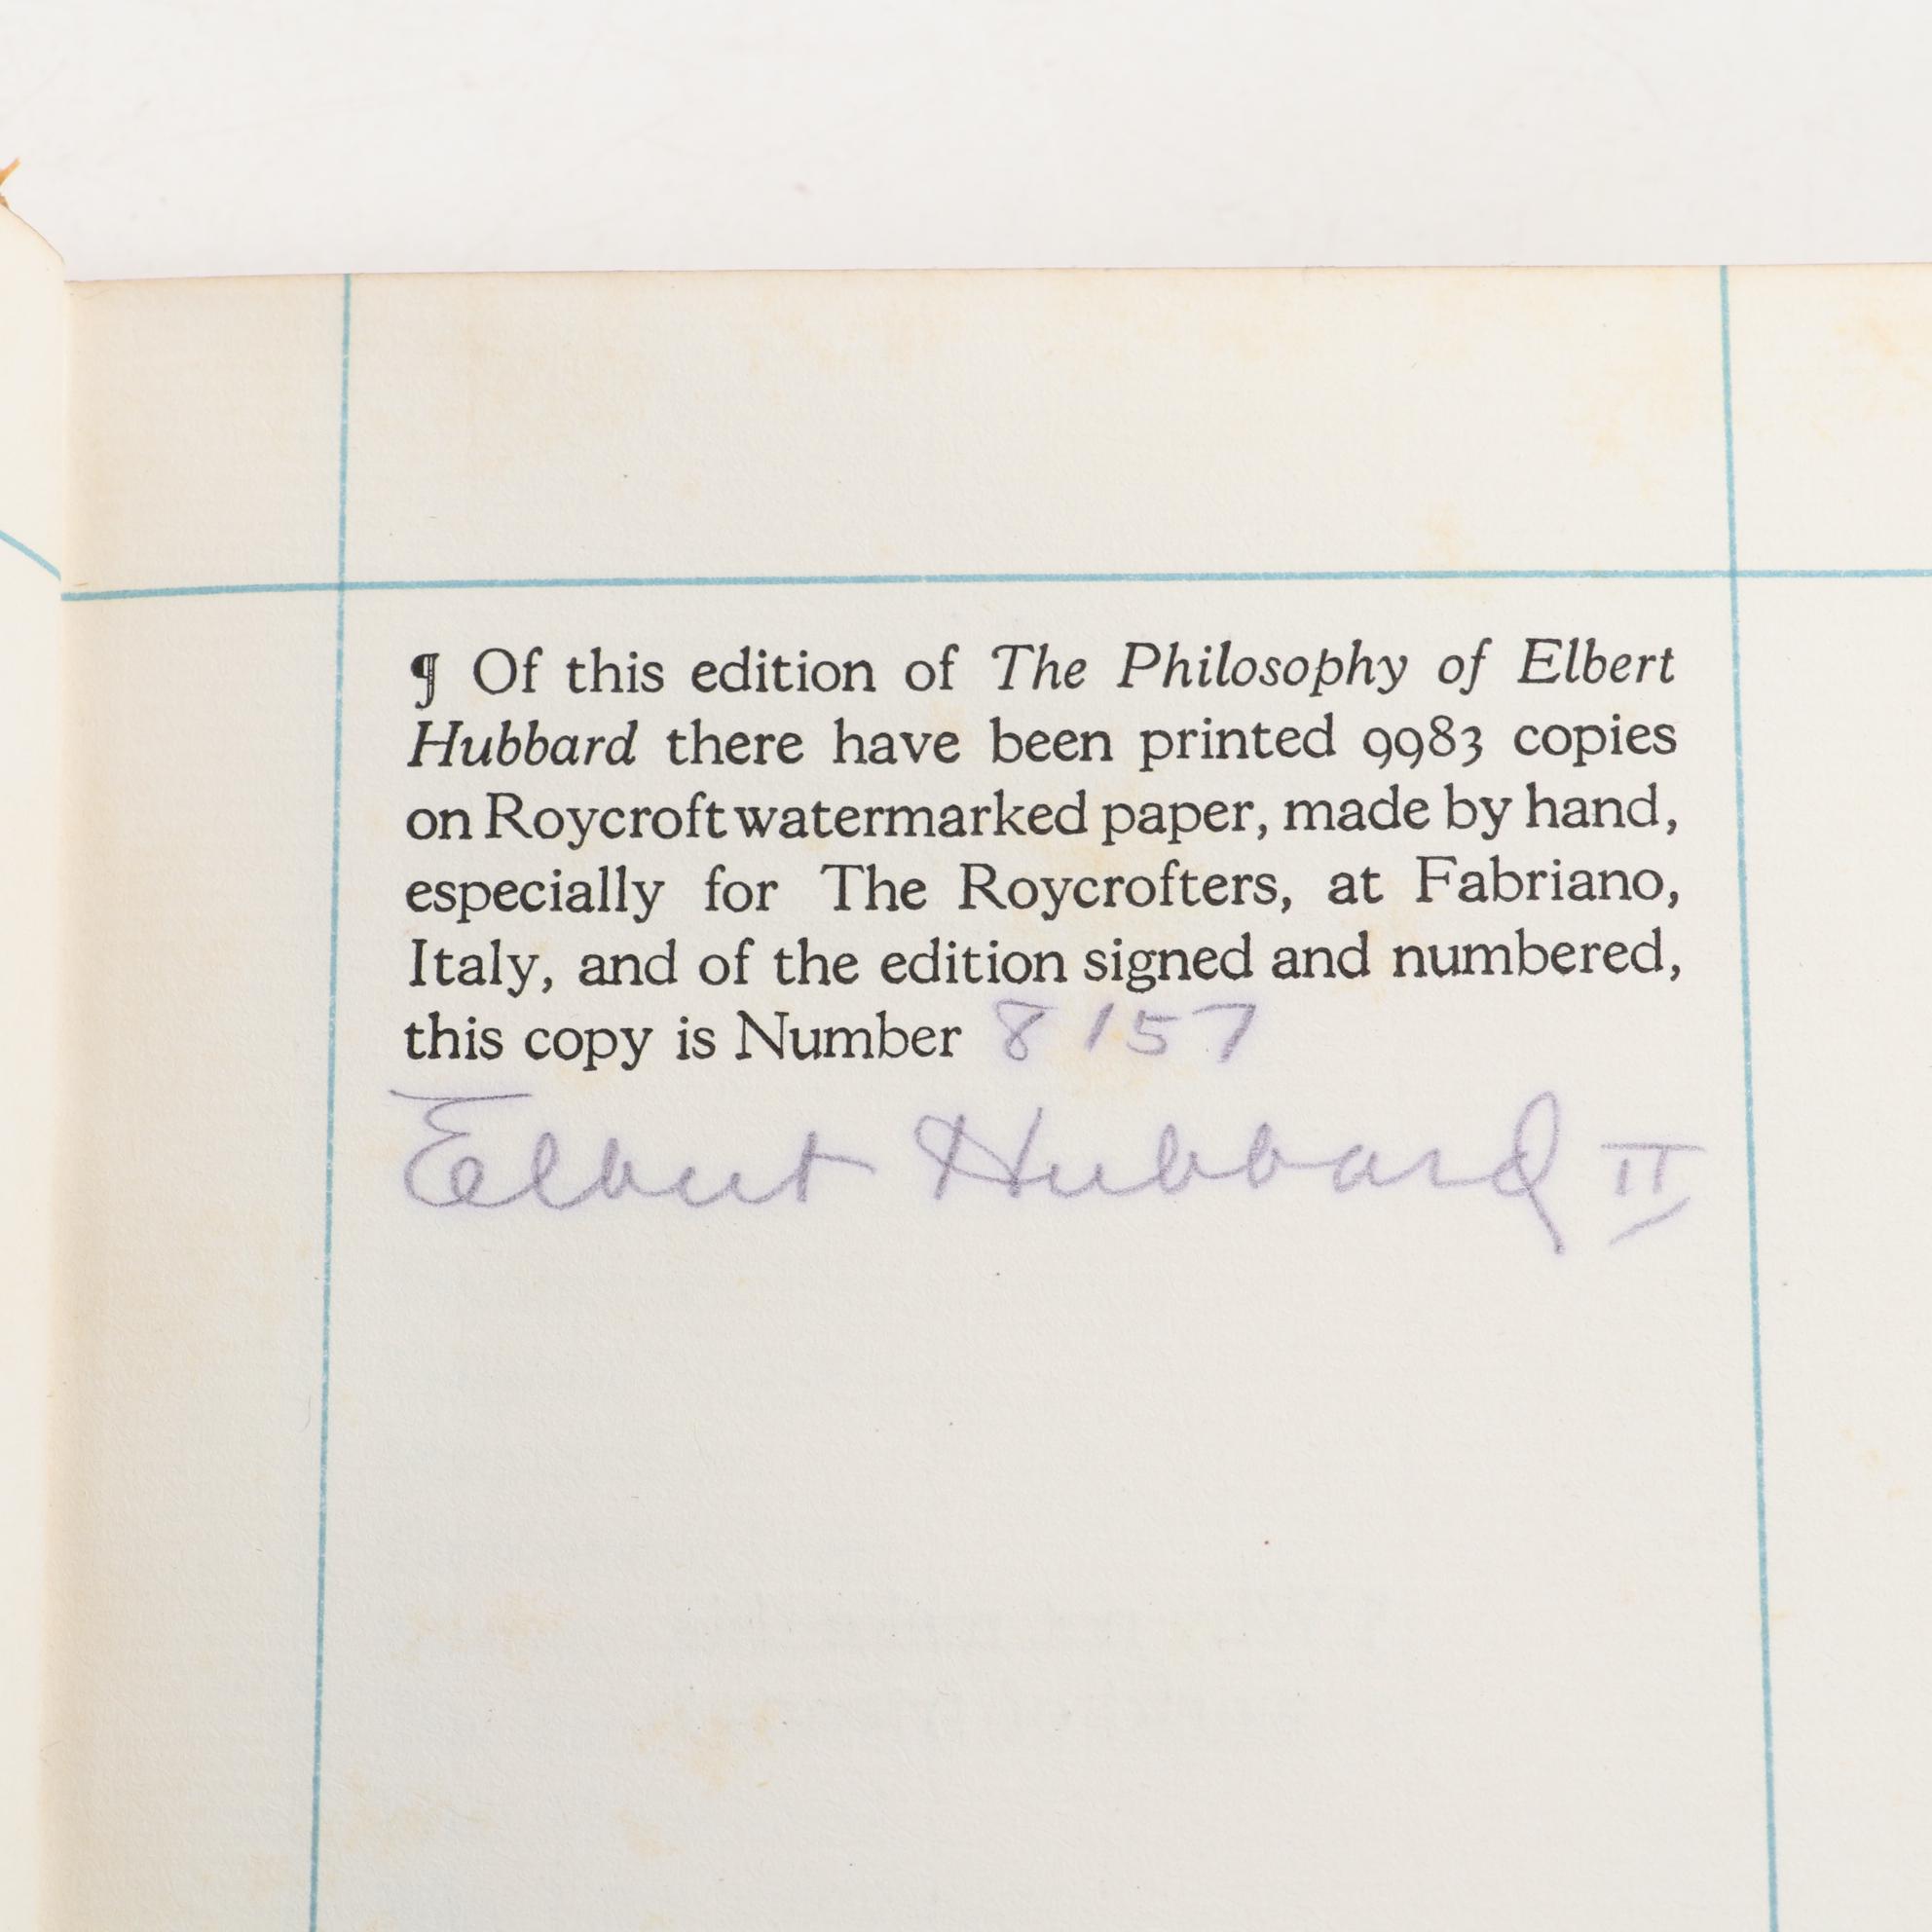 ¶ Of this edition of The Philosophy of Elbert
Hubbard there have been printed 9983 copies
on Roycroft watermarked paper, made by hand,
especially for The Roycrofters, at Fabriano,
Italy, and of the edition signed and numbered,
this copy is Number 8157
Elbert Hubbard II